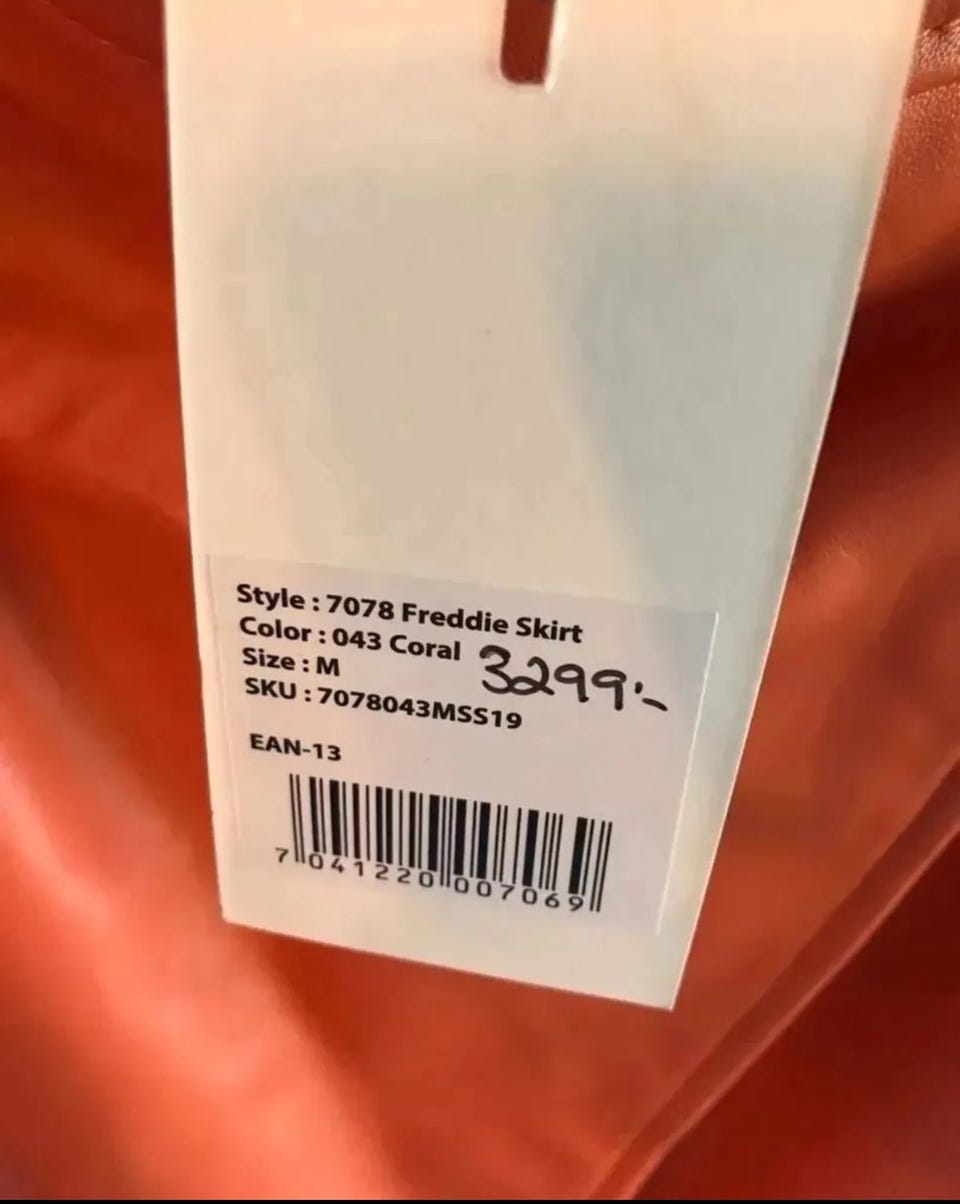 Style : 7078 Freddie Skirt
Color : 043 Coral
3299'-
Size : M
SKU : 7078043MSS19
EAN-13
7 041220 007069